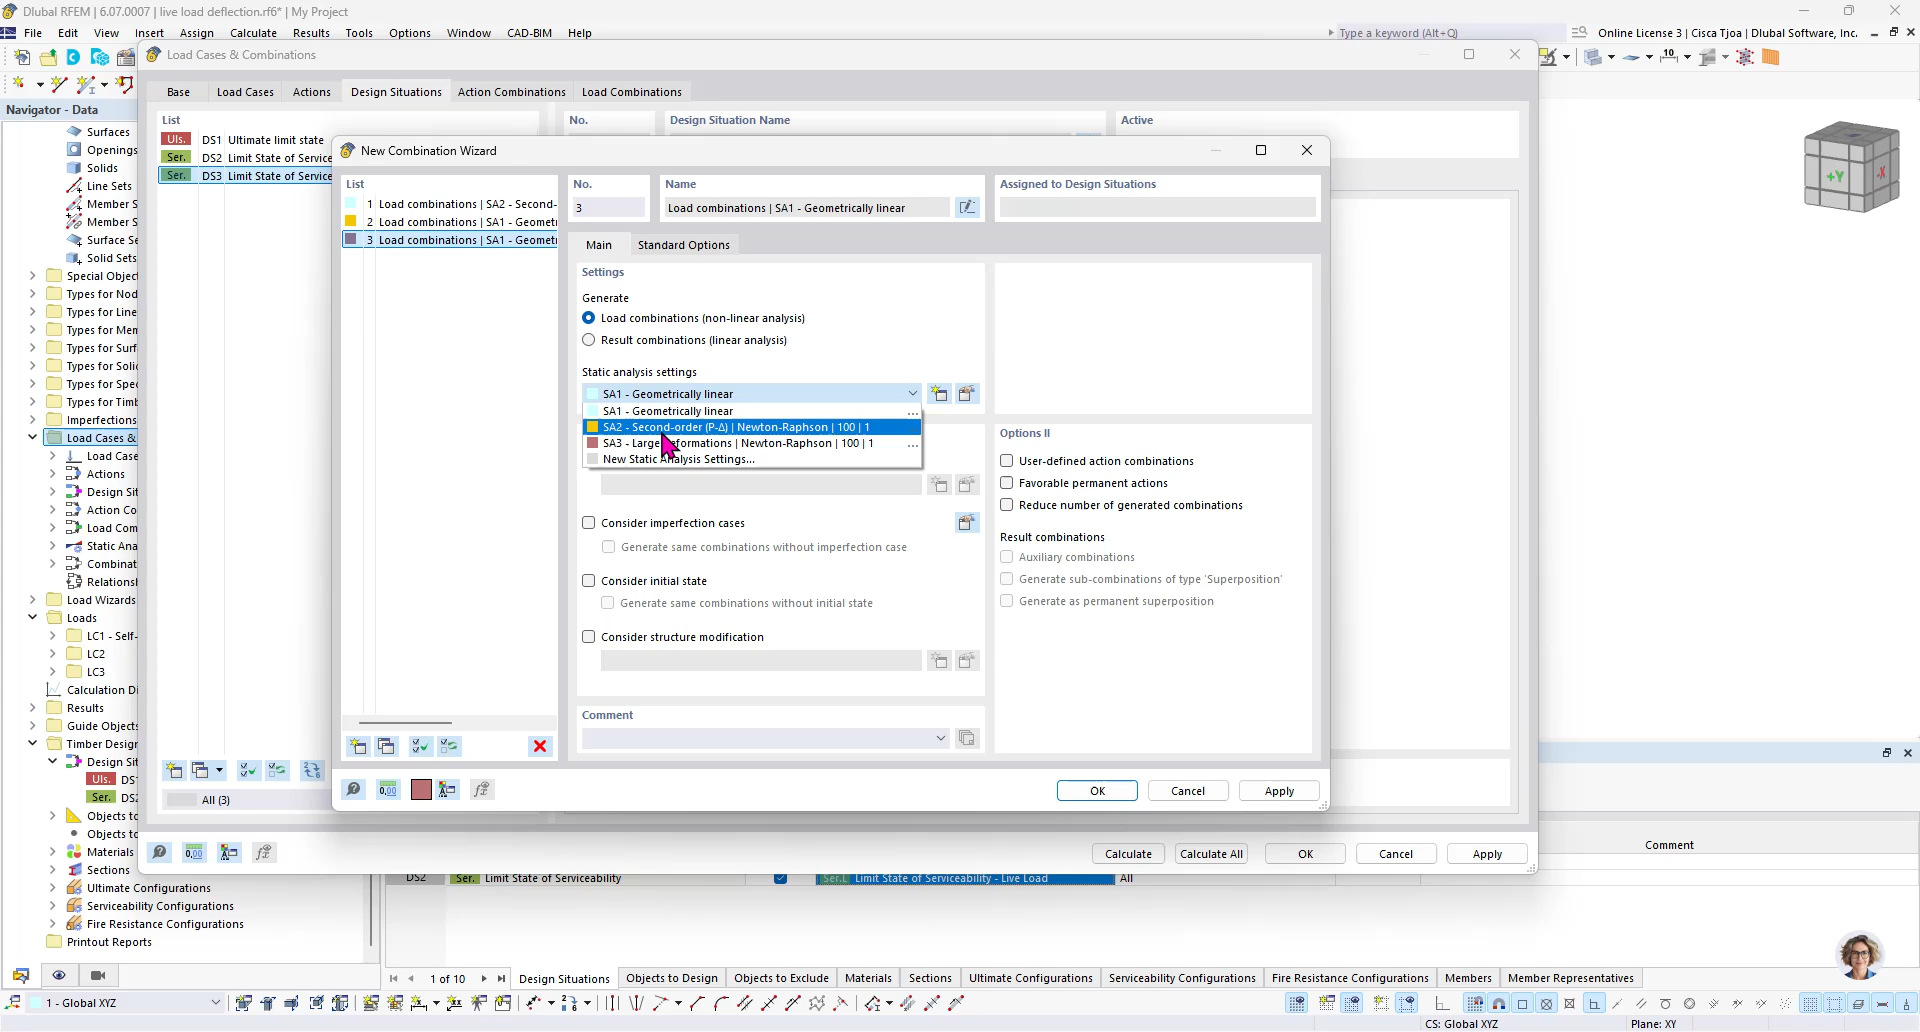 Dlubal RFEM | 6.07.0007 | live load deflection.rf6* | My Project
File Edit View Insert Assign Calculate Results Tools Options Window CAD-BIM Help
Type a keyword (Alt+Q)
Online License 3 | Cisca Tjoa | Dlubal Software, Inc.
Load Cases & Combinations
Base Load Cases Actions Design Situations Action Combinations Load Combinations
Navigator - Data
Surfaces
Openings
Solids
Line Sets
Member S
Member S
Surface Se
Solid Sets
Special Object
Types for Nod
Types for Line
Types for Mem
Types for Surf
Types for Solid
Types for Spec
Types for Timb
Imperfections
Load Cases &
Load Case
Actions
Design Sit
Action Co
Load Com
Static Ana
Combinat
Relations
Load Wizards
Loads
LC1 - Self-
LC2
LC3
Calculation Di
Results
Guide Objects
Timber Design
Design Sit
Uls. DS1
Ser. DS2
Objects to
Objects to
Materials
Sections
Ultimate Configurations
Serviceability Configurations
Fire Resistance Configurations
Printout Reports
List
Uls. DS1 Ultimate limit state
Ser. DS2 Limit State of Service
Ser. DS3 Limit State of Service
All (3)
No.
Design Situation Name
Active
New Combination Wizard
List
1 Load combinations | SA2 - Second-
2 Load combinations | SA1 - Geometr
3 Load combinations | SA1 - Geometr
No.
3
Name
Load combinations | SA1 - Geometrically linear
Assigned to Design Situations
Main Standard Options
Settings
Generate
Load combinations (non-linear analysis)
Result combinations (linear analysis)
Static analysis settings
SA1 - Geometrically linear
SA1 - Geometrically linear ...
SA2 - Second-order (P-Δ) | Newton-Raphson | 100 | 1
SA3 - Large deformations | Newton-Raphson | 100 | 1 ...
New Static Analysis Settings...
Consider imperfection cases
Generate same combinations without imperfection case
Consider initial state
Generate same combinations without initial state
Consider structure modification
Comment
Options II
User-defined action combinations
Favorable permanent actions
Reduce number of generated combinations
Result combinations
Auxiliary combinations
Generate sub-combinations of type 'Superposition'
Generate as permanent superposition
OK Cancel Apply
Calculate Calculate All OK Cancel Apply
+Y -X
Comment
DS2 Ser. Limit State of Serviceability Ser.L Limit State of Serviceability - Live Load All
1 of 10 Design Situations Objects to Design Objects to Exclude Materials Sections Ultimate Configurations Serviceability Configurations Fire Resistance Configurations Members Member Representatives
1 - Global XYZ
CS: Global XYZ Plane: XY